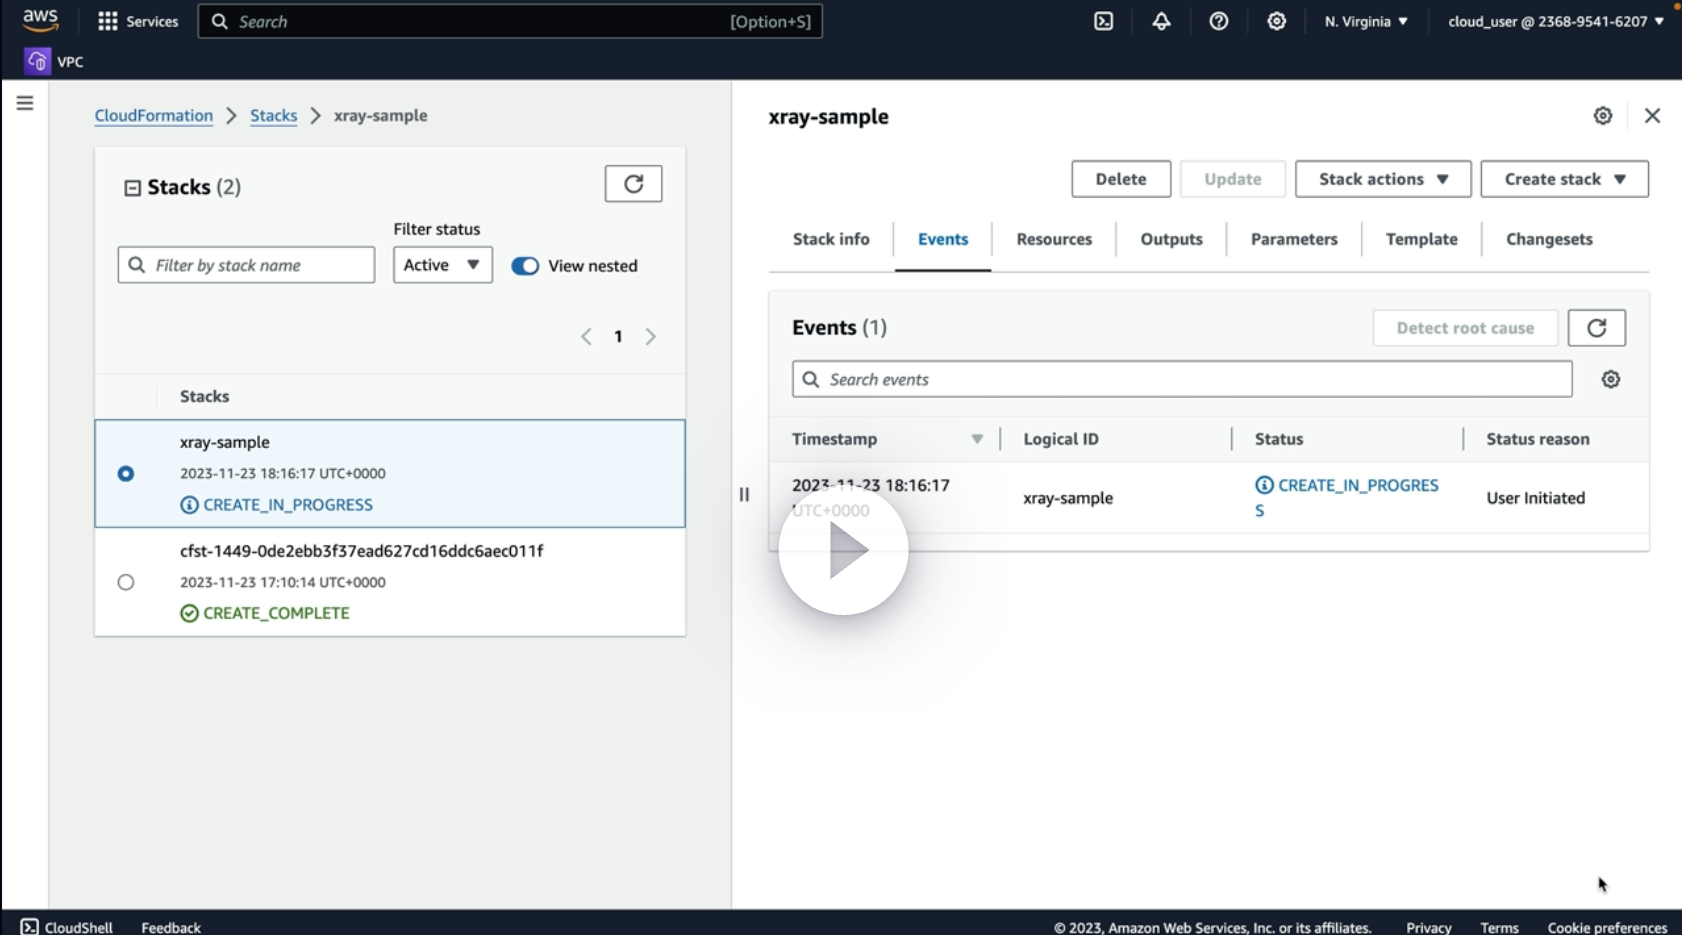 aws
Services
Search
[Option+S]
N. Virginia
cloud_user @ 2368-9541-6207
VPC
CloudFormation
Stacks
xray-sample
Stacks (2)
Filter status
Filter by stack name
Active
View nested
1
Stacks
xray-sample
2023-11-23 18:16:17 UTC+0000
CREATE_IN_PROGRESS
cfst-1449-0de2ebb3f37ead627cd16ddc6aec011f
2023-11-23 17:10:14 UTC+0000
CREATE_COMPLETE
xray-sample
Delete
Update
Stack actions
Create stack
Stack info
Events
Resources
Outputs
Parameters
Template
Changesets
Events (1)
Detect root cause
Search events
Timestamp
Logical ID
Status
Status reason
2023-11-23 18:16:17
UTC+0000
xray-sample
CREATE_IN_PROGRES
S
User Initiated
CloudShell
Feedback
© 2023, Amazon Web Services, Inc. or its affiliates.
Privacy
Terms
Cookie preferences